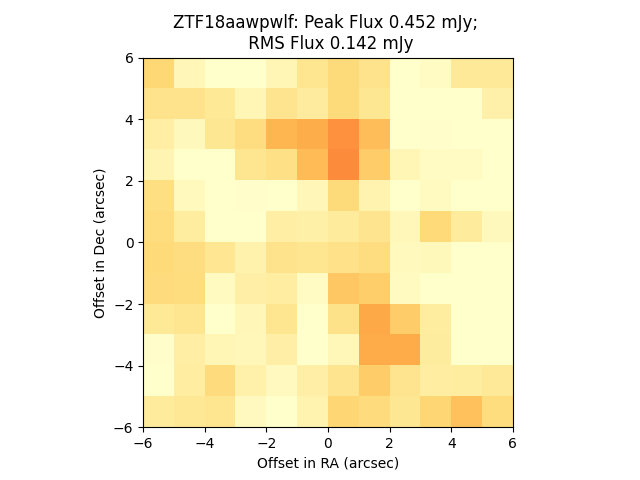 ZTF18aawpwlf: Peak Flux 0.452 mJy;
RMS Flux 0.142 mJy
6
4
2
0
−2
−4
−6
Offset in Dec (arcsec)
−6 −4 −2 0 2 4 6
Offset in RA (arcsec)